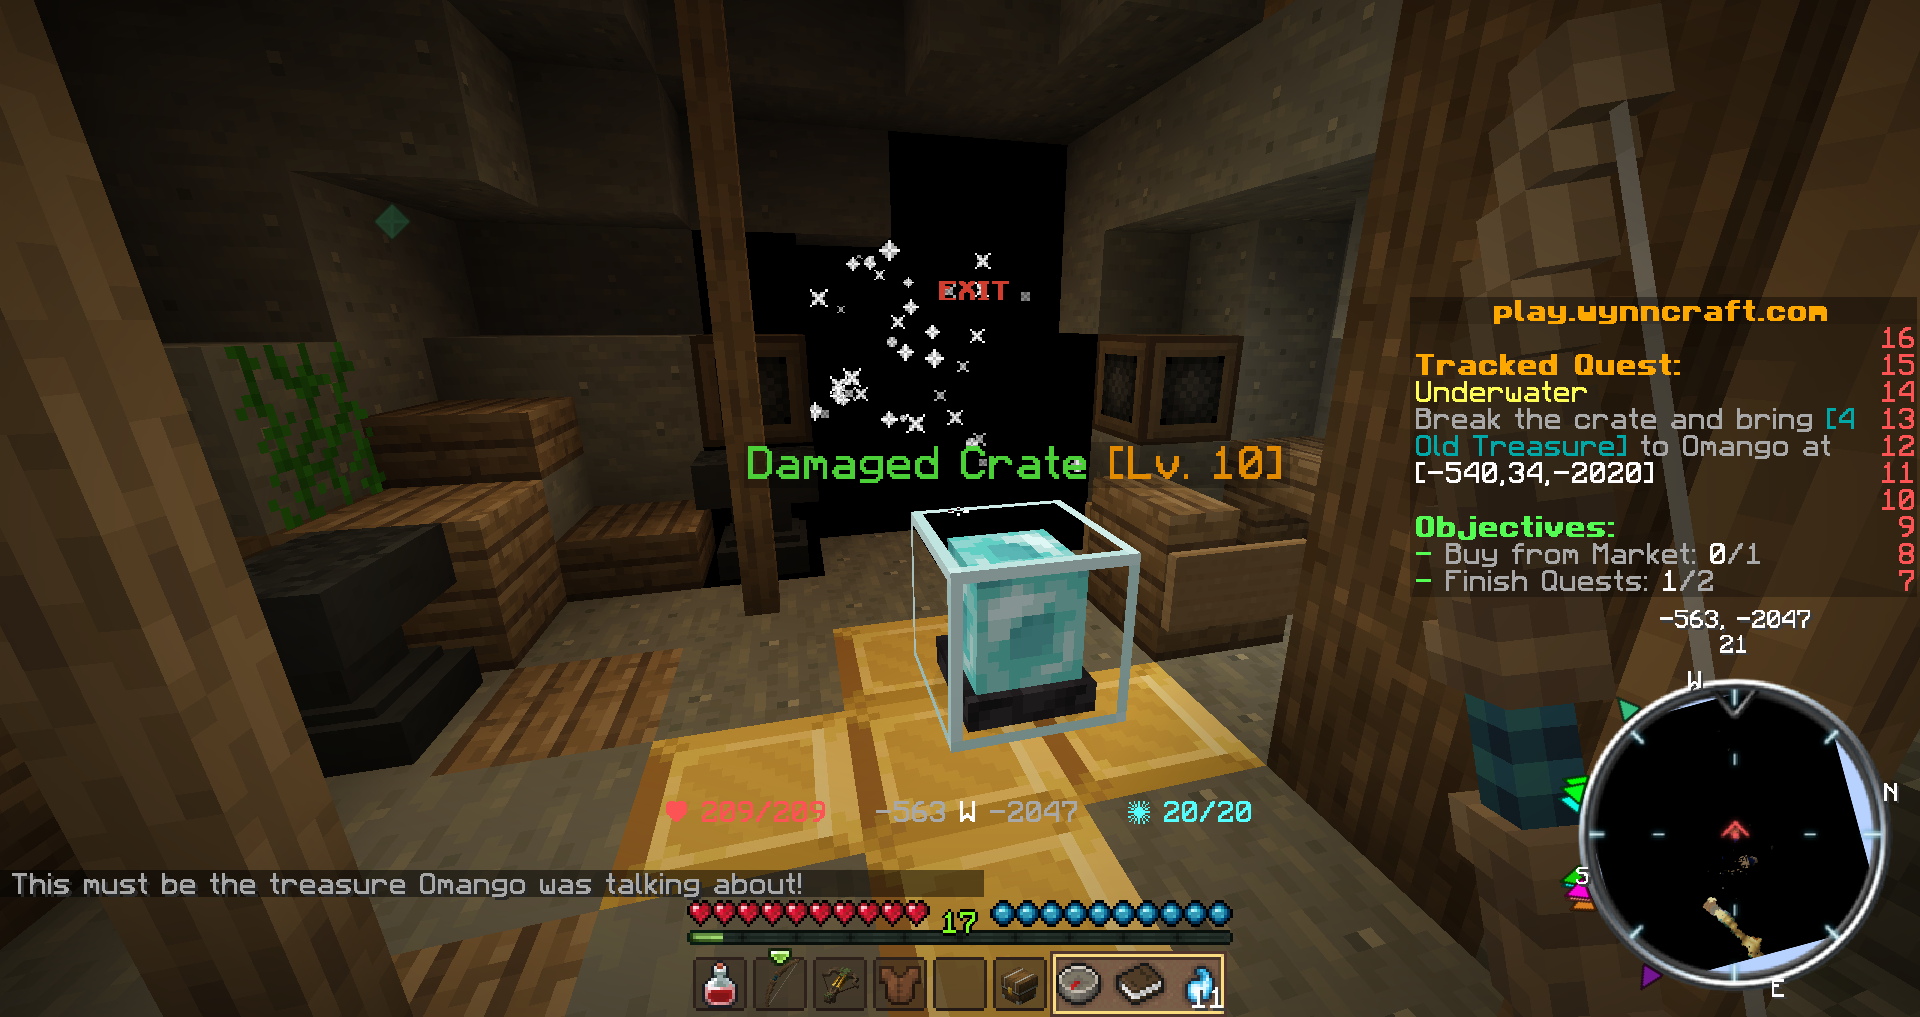 EXIT
Damaged Crate [Lv. 10]
play.wynncraft.com
16
Tracked Quest: 15
Underwater 14
Break the crate and bring [4 13
Old Treasure] to Omango at 12
[-540,34,-2020] 11
10
Objectives: 9
- Buy from Market: 0/1 8
- Finish Quests: 1/2 7
-563, -2047
21
W
N
S
E
209/209 -563 W -2047 20/20
This must be the treasure Omango was talking about!
17
11